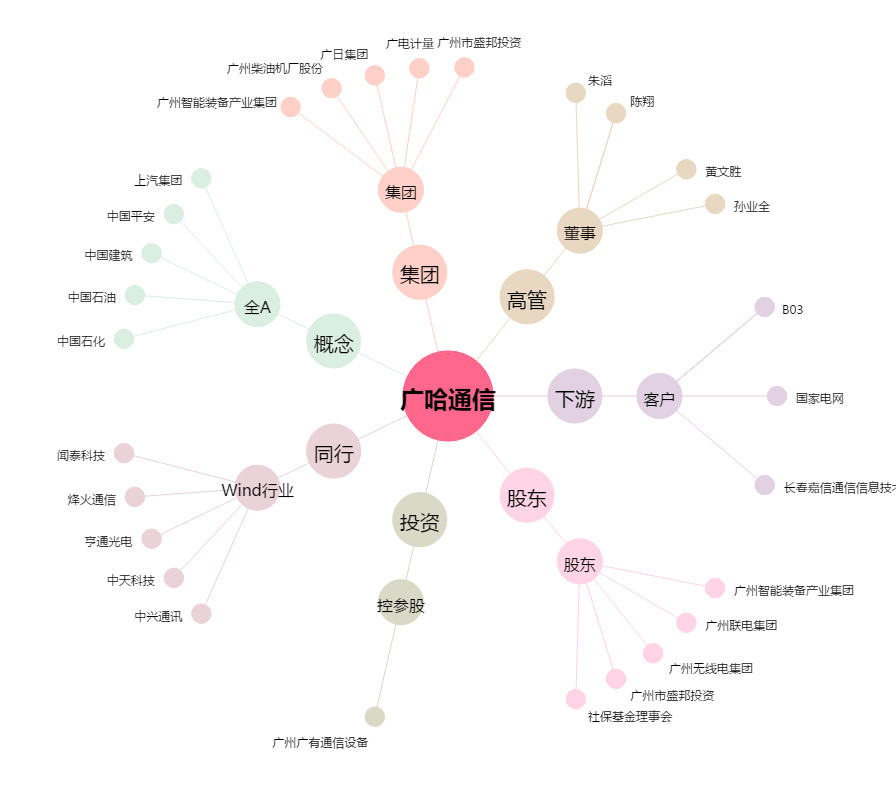 广州市盛邦投资
广电计量
广日集团
广州柴油机厂股份
广州智能装备产业集团
集团
集团
朱滔
陈翔
黄文胜
孙业全
董事
高管
上汽集团
中国平安
中国建筑
中国石油
中国石化
全A
概念
广哈通信
B03
国家电网
长春嘉信通信信息技术
客户
下游
同行
Wind行业
闻泰科技
烽火通信
亨通光电
中天科技
中兴通讯
投资
控参股
广州广有通信设备
股东
股东
广州智能装备产业集团
广州联电集团
广州无线电集团
广州市盛邦投资
社保基金理事会